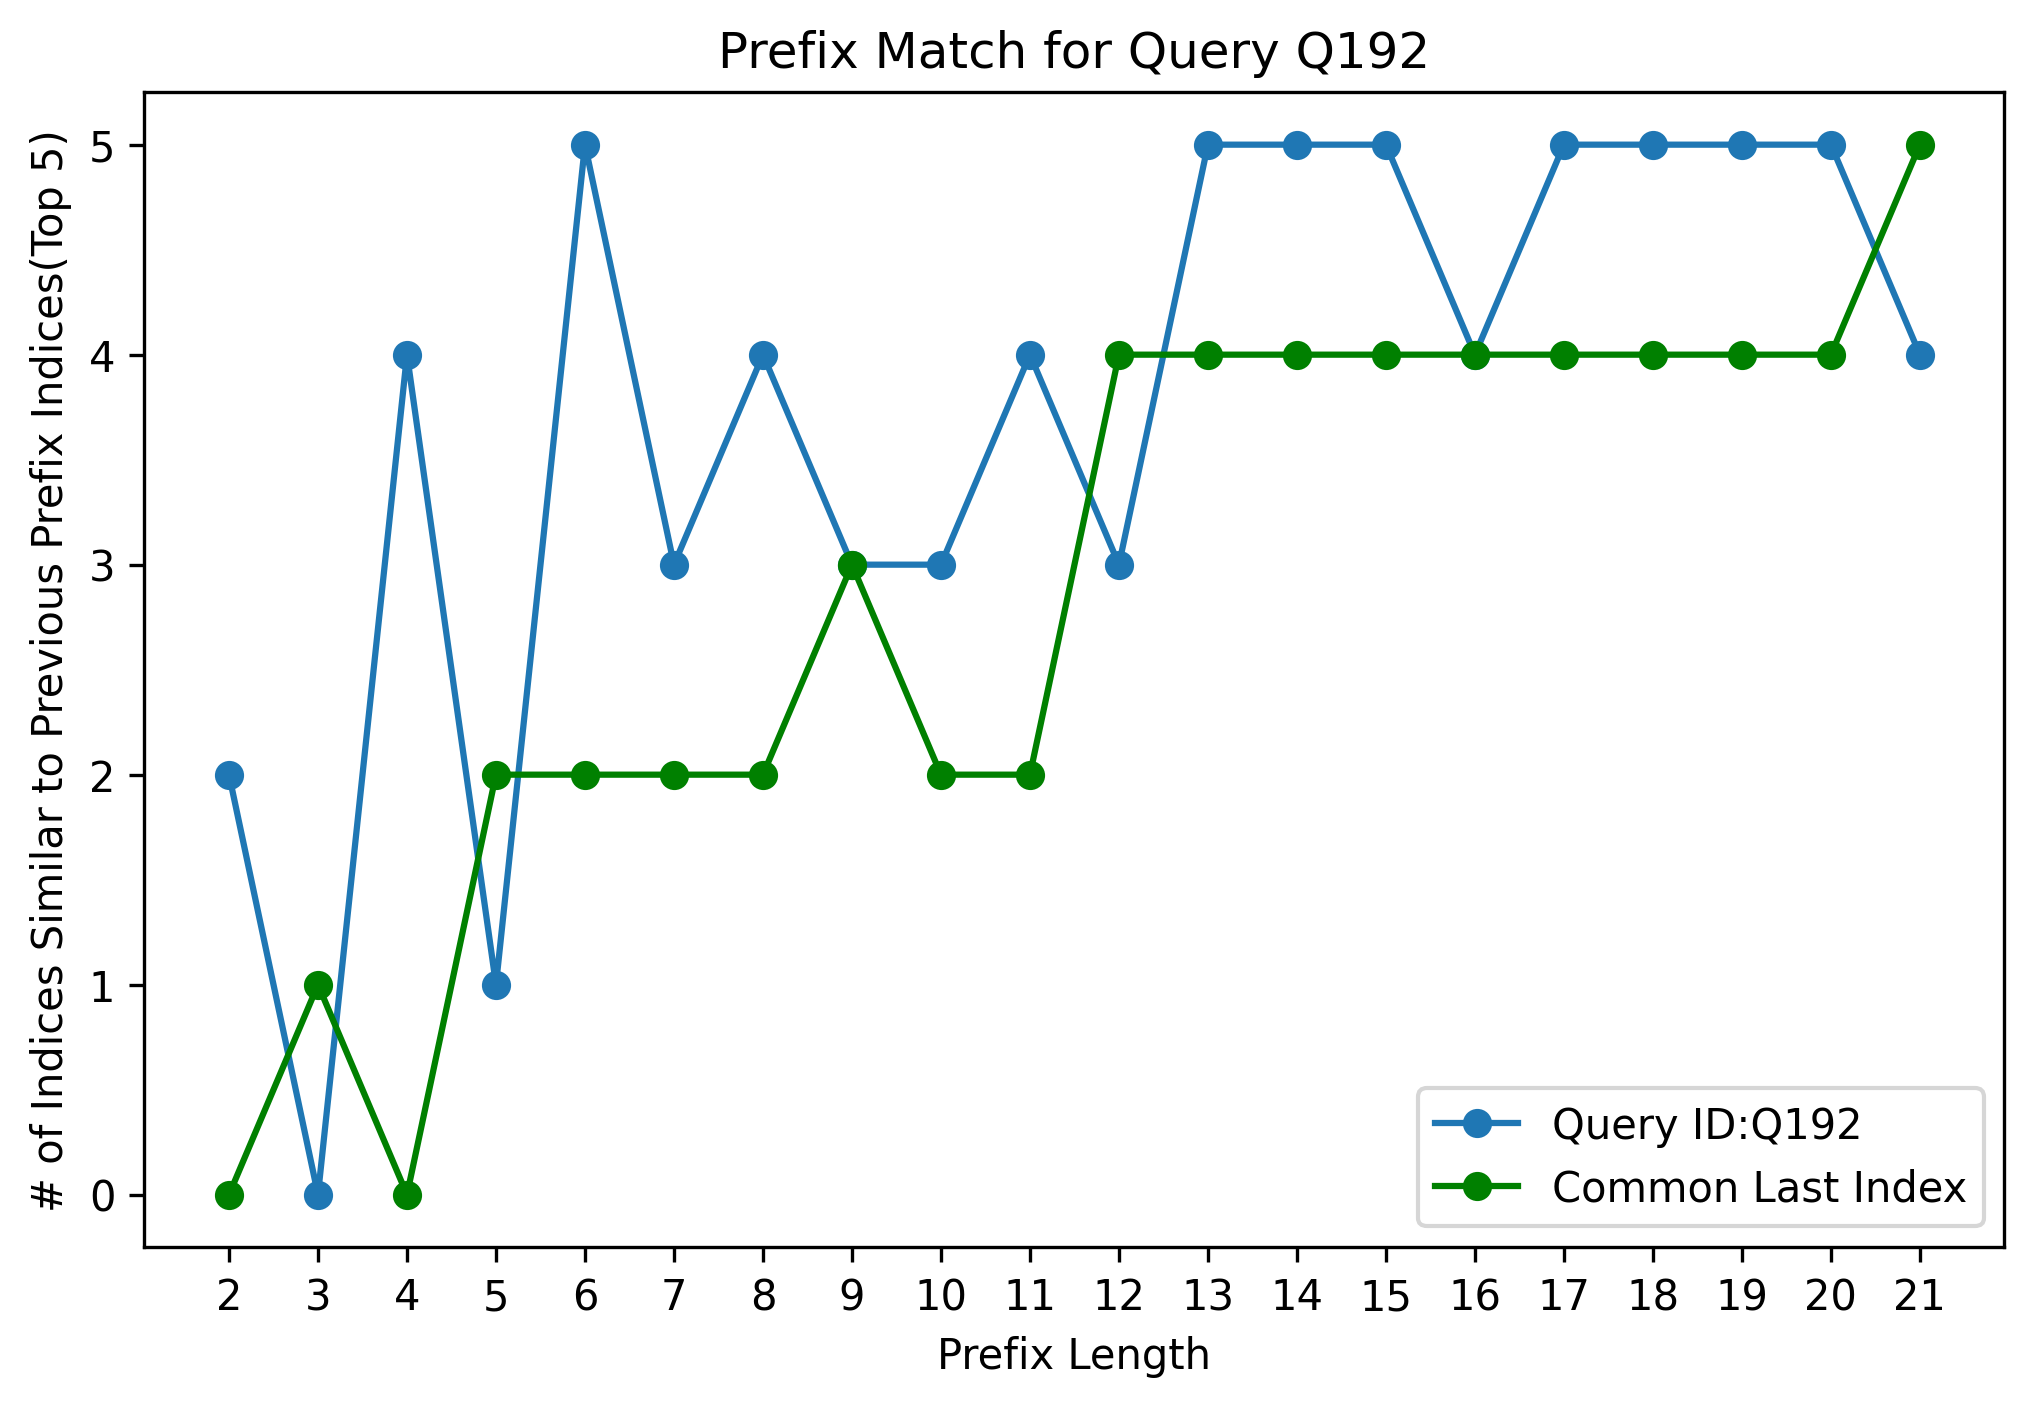 Prefix Match for Query Q192
# of Indices Similar to Previous Prefix Indices(Top 5)
5
4
3
2
1
0
Query ID:Q192
Common Last Index
2 3 4 5 6 7 8 9 10 11 12 13 14 15 16 17 18 19 20 21
Prefix Length